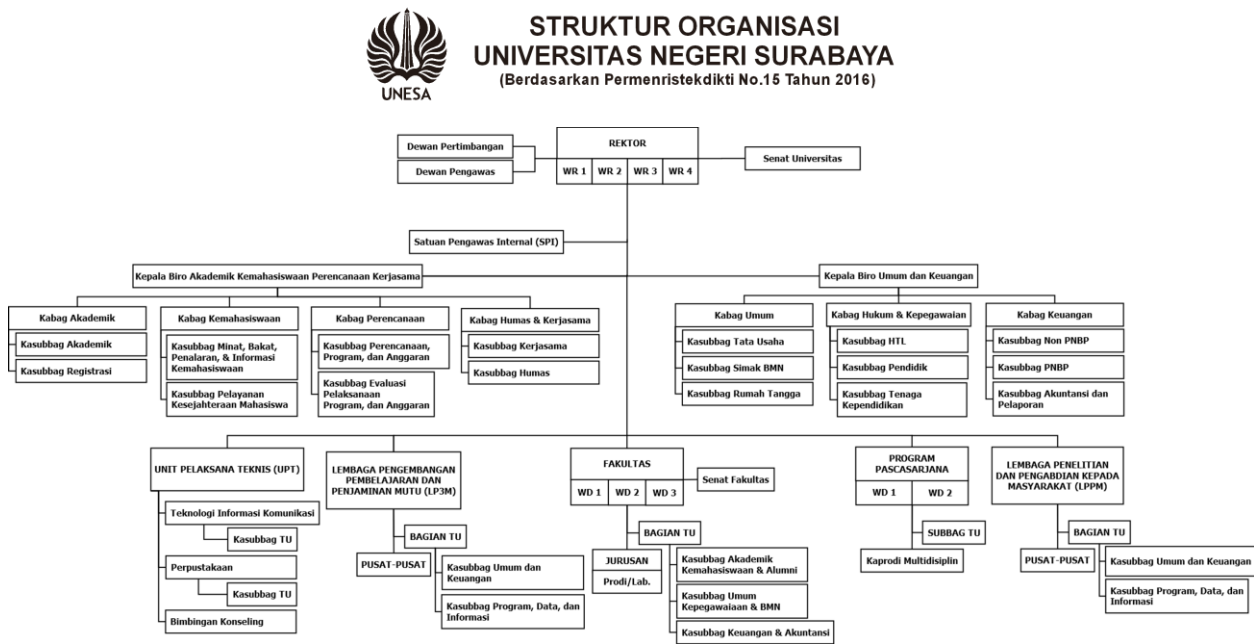 STRUKTUR ORGANISASI
UNIVERSITAS NEGERI SURABAYA
(Berdasarkan Permenristekdikti No.15 Tahun 2016)
UNESA
REKTOR
WR 1 WR 2 WR 3 WR 4
Dewan Pertimbangan
Dewan Pengawas
Senat Universitas
Satuan Pengawas Internal (SPI)
Kepala Biro Akademik Kemahasiswaan Perencanaan Kerjasama
Kepala Biro Umum dan Keuangan
Kabag Akademik
Kasubbag Akademik
Kasubbag Registrasi
Kabag Kemahasiswaan
Kasubbag Minat, Bakat,
Penalaran, & Informasi
Kemahasiswaan
Kasubbag Pelayanan
Kesejahteraan Mahasiswa
Kabag Perencanaan
Kasubbag Perencanaan,
Program, dan Anggaran
Kasubbag Evaluasi
Pelaksanaan
Program, dan Anggaran
Kabag Humas & Kerjasama
Kasubbag Kerjasama
Kasubbag Humas
Kabag Umum
Kasubbag Tata Usaha
Kasubbag Simak BMN
Kasubbag Rumah Tangga
Kabag Hukum & Kepegawaian
Kasubbag HTL
Kasubbag Pendidik
Kasubbag Tenaga
Kependidikan
Kabag Keuangan
Kasubbag Non PNBP
Kasubbag PNBP
Kasubbag Akuntansi dan
Pelaporan
UNIT PELAKSANA TEKNIS (UPT)
Teknologi Informasi Komunikasi
Kasubbag TU
Perpustakaan
Kasubbag TU
Bimbingan Konseling
LEMBAGA PENGEMBANGAN
PEMBELAJARAN DAN
PENJAMINAN MUTU (LP3M)
BAGIAN TU
PUSAT-PUSAT
Kasubbag Umum dan
Keuangan
Kasubbag Program, Data, dan
Informasi
FAKULTAS
WD 1 WD 2 WD 3
Senat Fakultas
BAGIAN TU
JURUSAN
Prodi/Lab.
Kasubbag Akademik
Kemahasiswaan & Alumni
Kasubbag Umum
Kepegawaiaan & BMN
Kasubbag Keuangan & Akuntansi
PROGRAM
PASCASARJANA
WD 1 WD 2
SUBBAG TU
Kaprodi Multidisiplin
LEMBAGA PENELITIAN
DAN PENGABDIAN KEPADA
MASYARAKAT (LPPM)
BAGIAN TU
PUSAT-PUSAT
Kasubbag Umum dan Keuangan
Kasubbag Program, Data, dan
Informasi